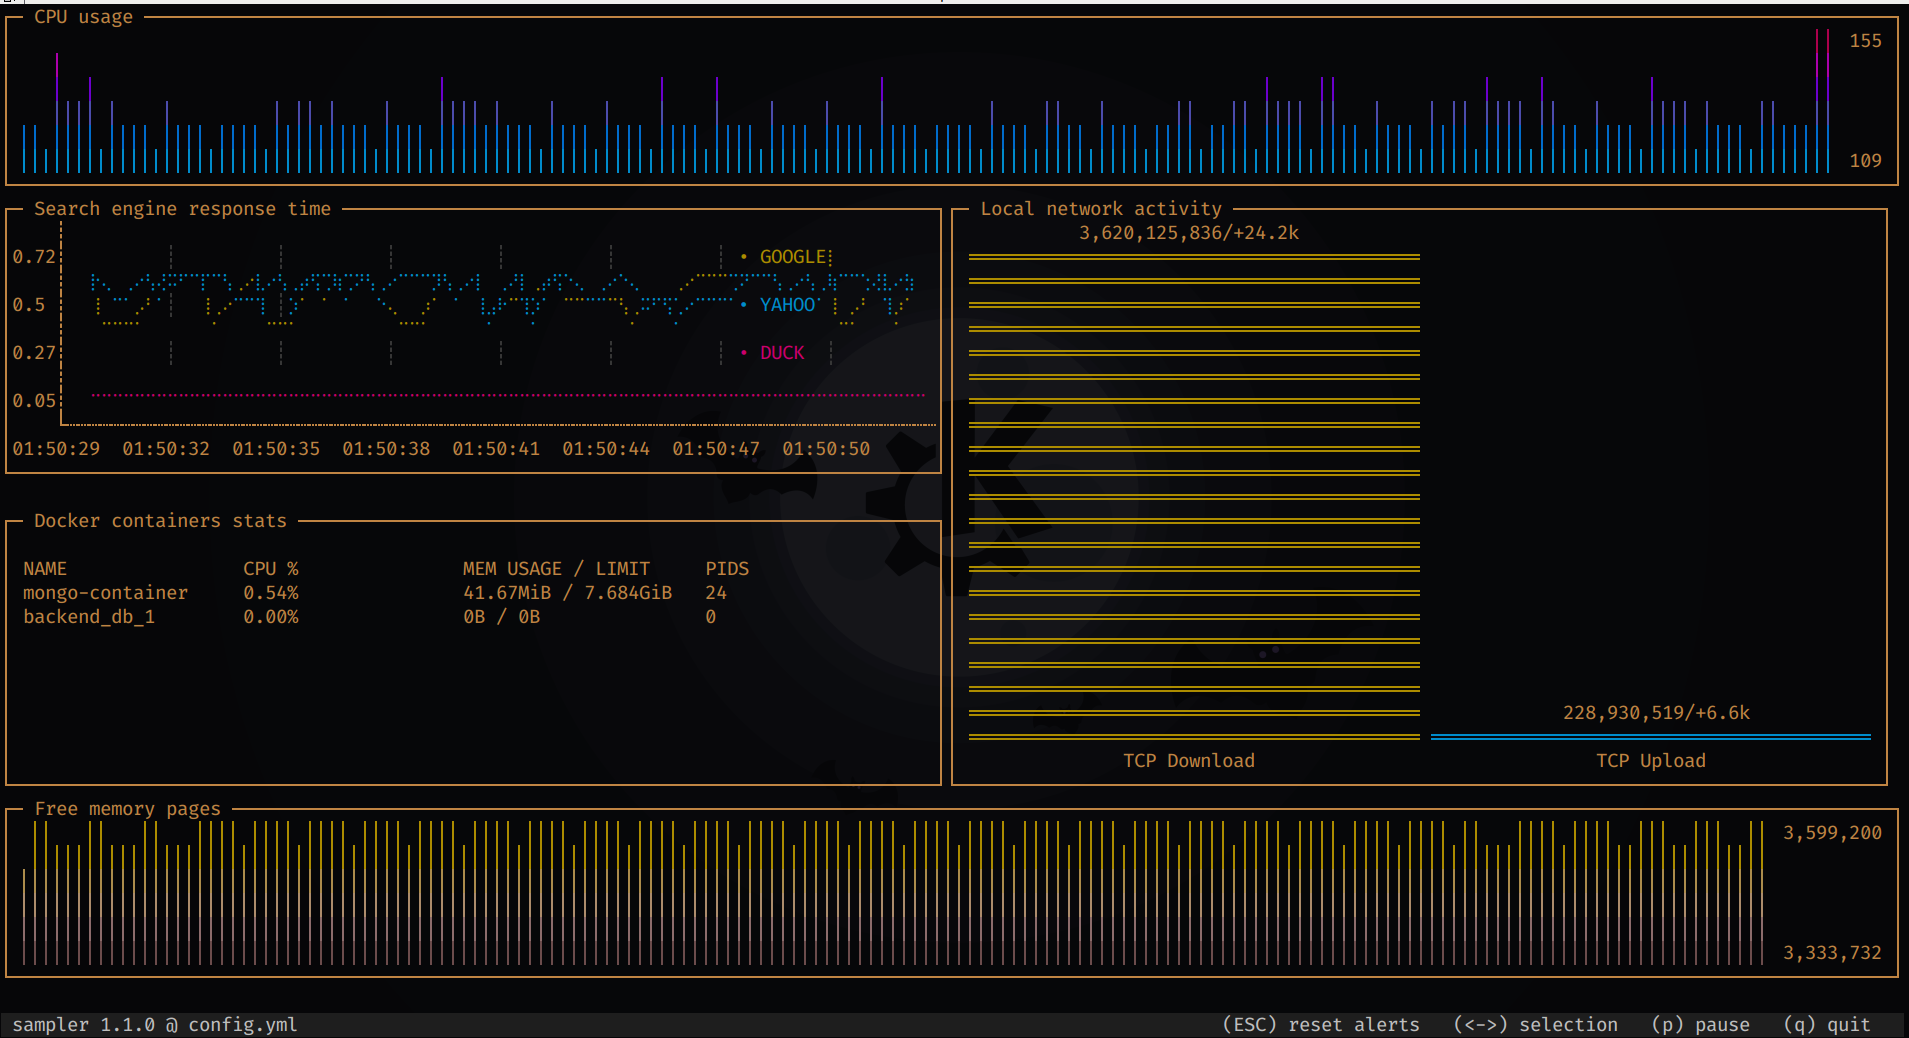 CPU usage
155
109
Search engine response time
0.72
• GOOGLE
0.5
• YAHOO
0.27
• DUCK
0.05
01:50:29 01:50:32 01:50:35 01:50:38 01:50:41 01:50:44 01:50:47 01:50:50
Local network activity
3,620,125,836/+24.2k
228,930,519/+6.6k
TCP Download TCP Upload
Docker containers stats
NAME CPU % MEM USAGE / LIMIT PIDS
mongo-container 0.54% 41.67MiB / 7.684GiB 24
backend_db_1 0.00% 0B / 0B 0
Free memory pages
3,599,200
3,333,732
sampler 1.1.0 @ config.yml (ESC) reset alerts (<->) selection (p) pause (q) quit